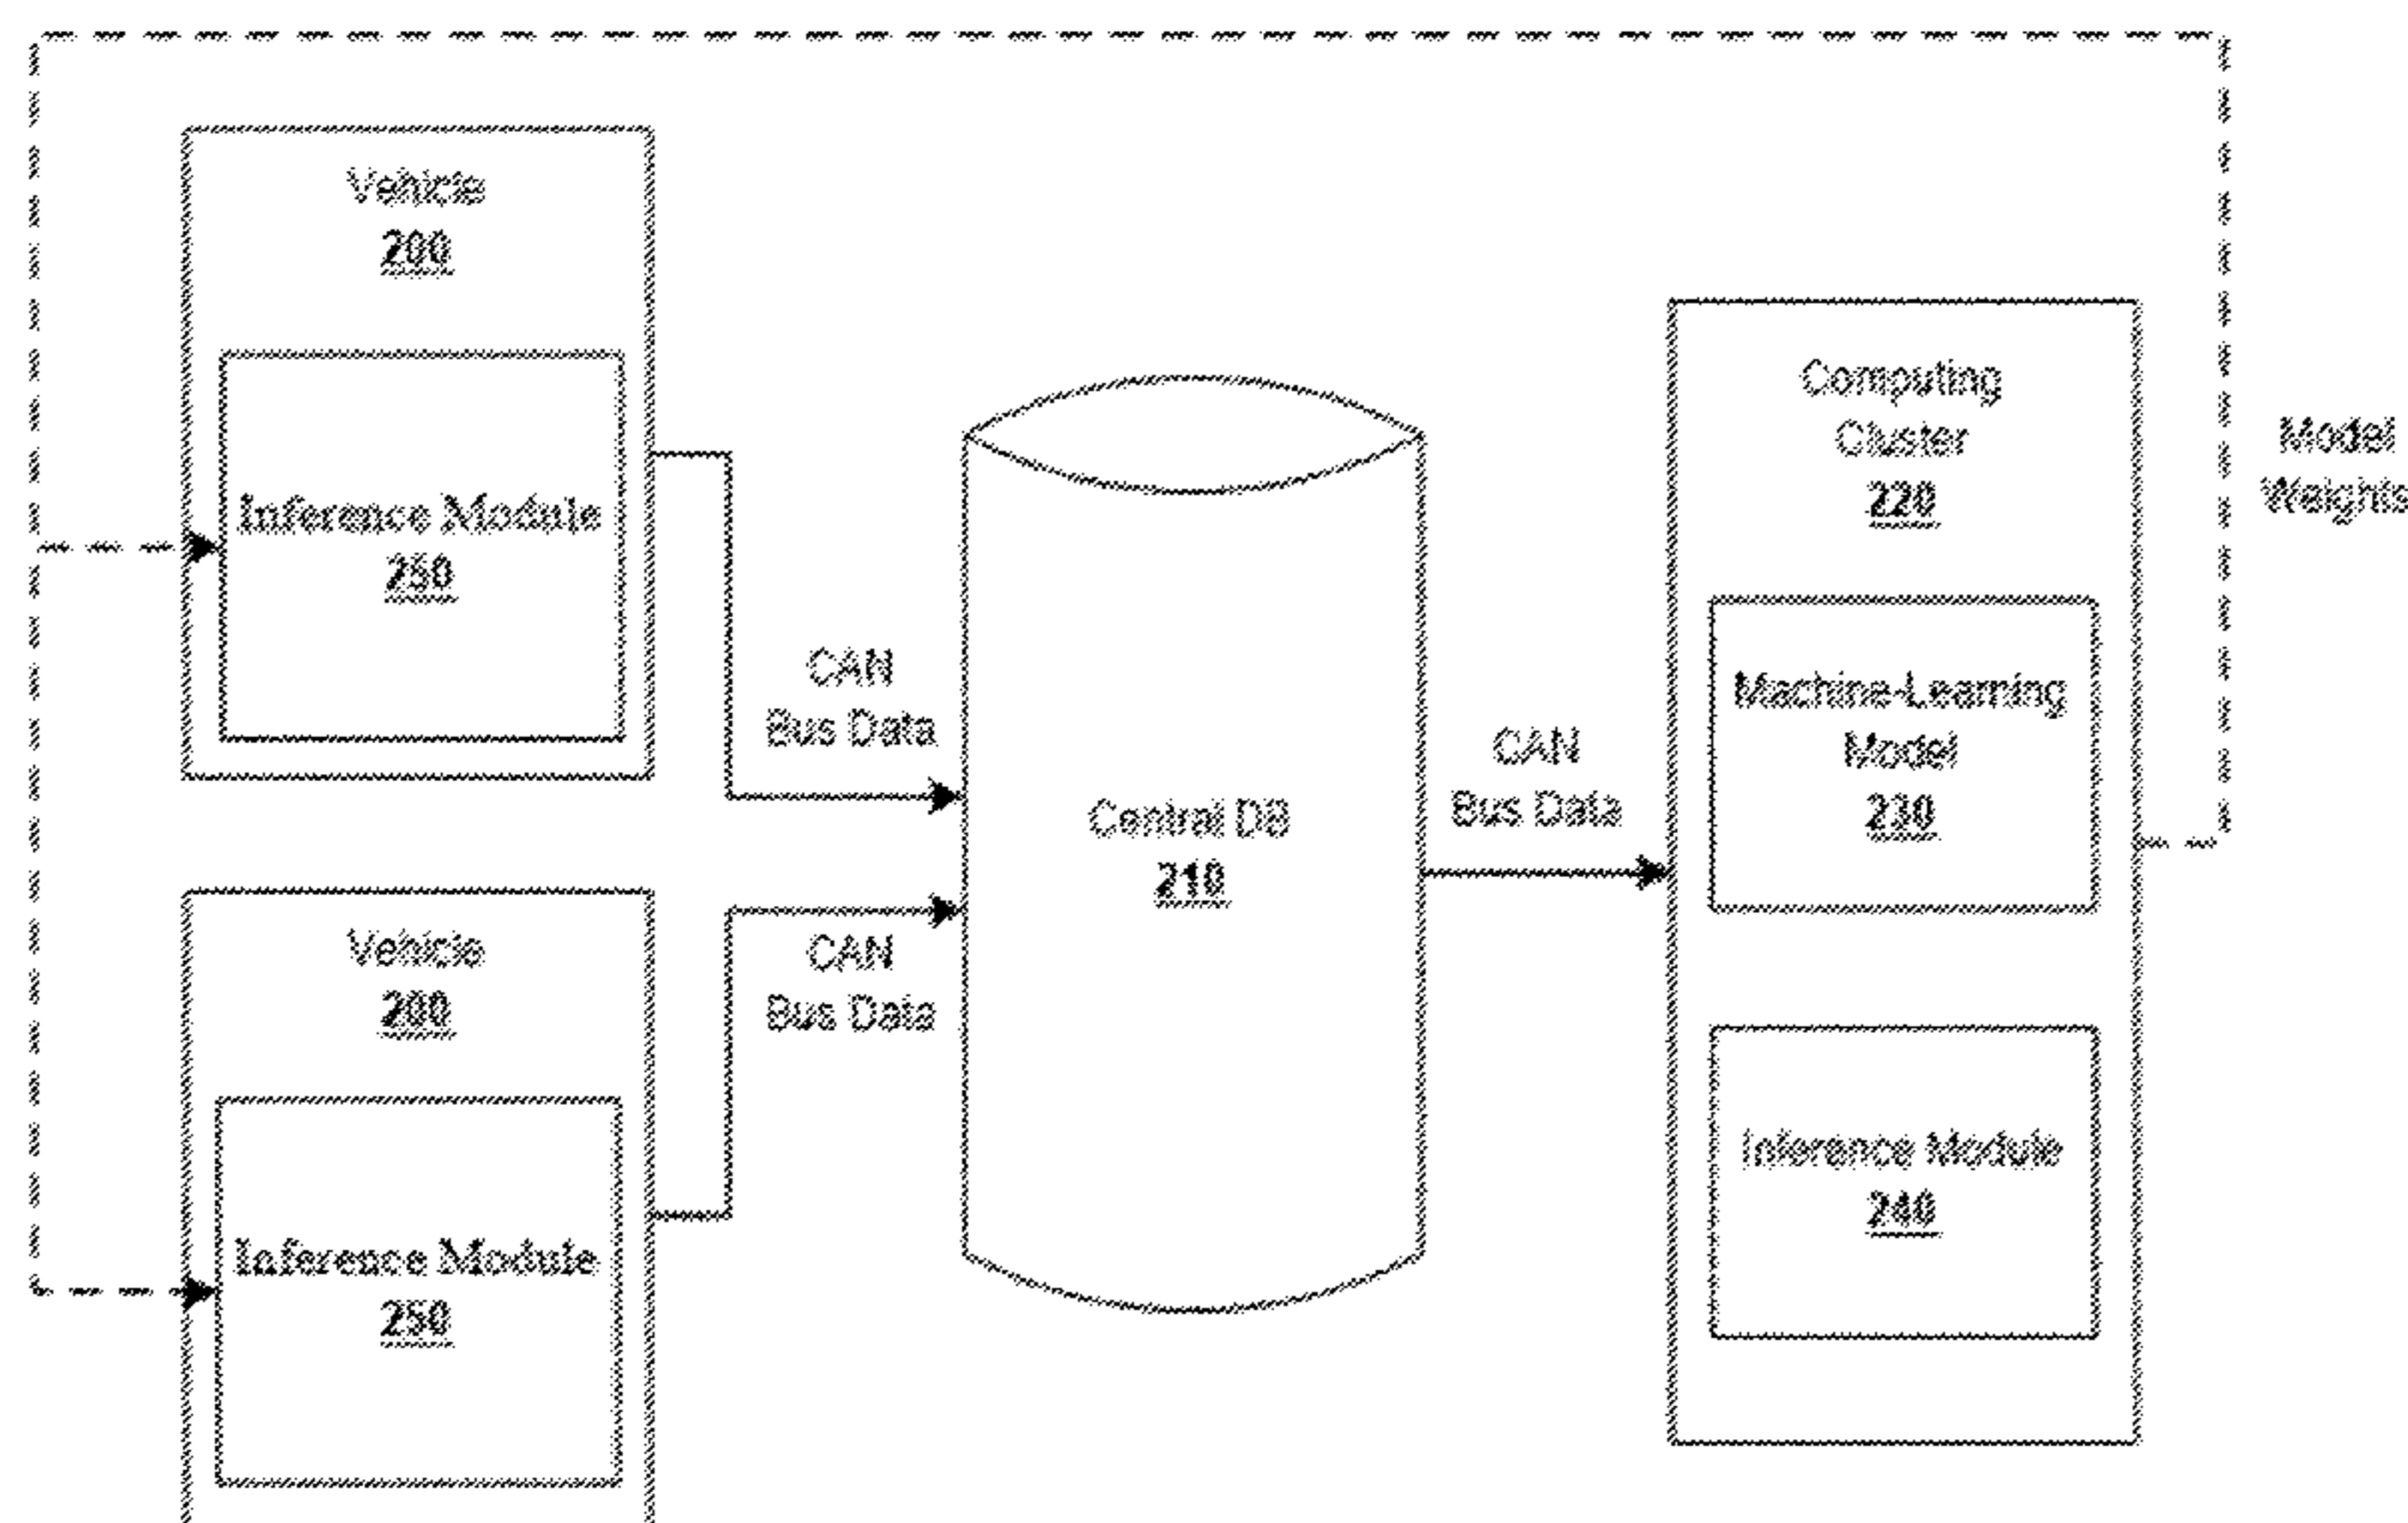 Vehicle
200
Inference Module
250
CAN
Bus Data
Vehicle
200
Inference Module
250
CAN
Bus Data
Central DB
210
CAN
Bus Data
Computing
Cluster
220
Machine-Learning
Model
230
Inference Module
240
Model
Weights